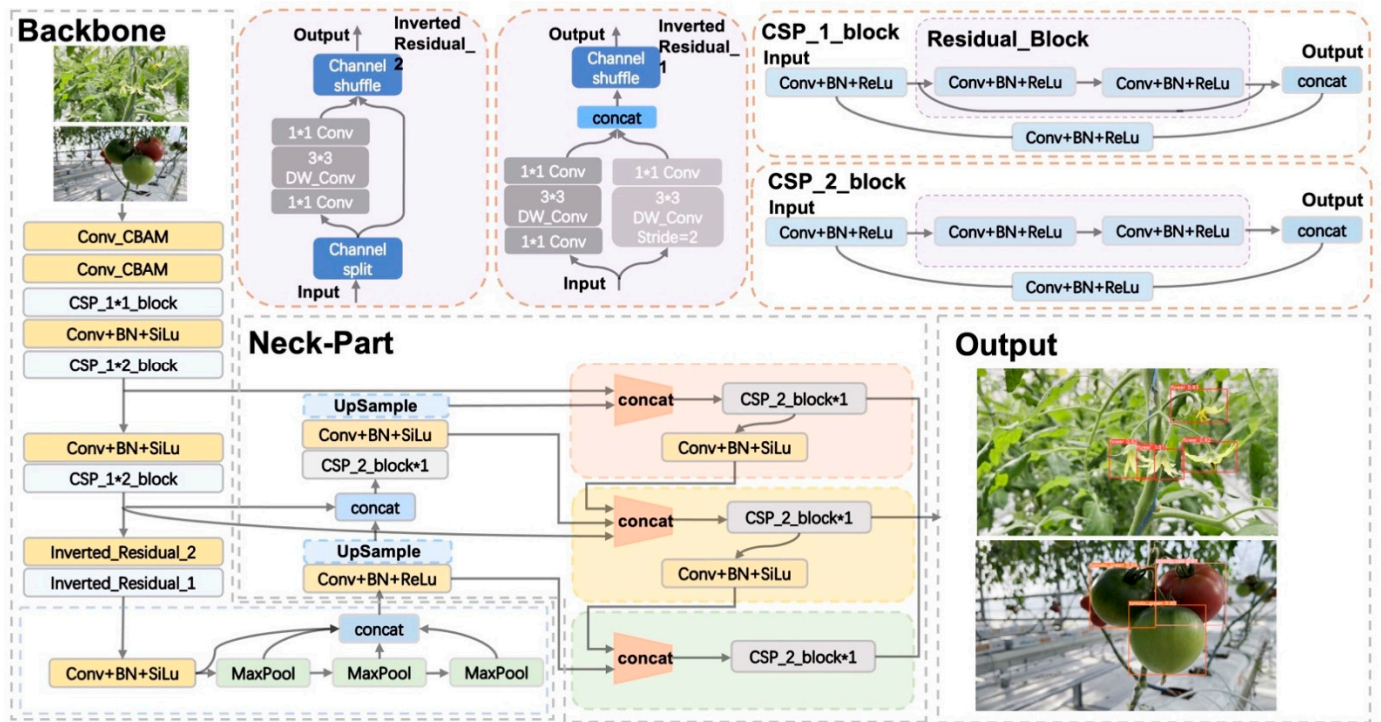 Backbone
Conv_CBAM
Conv_CBAM
CSP_1*1_block
Conv+BN+SiLu
CSP_1*2_block
Conv+BN+SiLu
CSP_1*2_block
Inverted_Residual_2
Inverted_Residual_1
Conv+BN+SiLu
MaxPool
MaxPool
MaxPool
concat
Output
Inverted
Residual_
2
Channel
shuffle
1*1 Conv
3*3
DW_Conv
1*1 Conv
Channel
split
Input
Output
Inverted
Residual_
1
Channel
shuffle
concat
1*1 Conv
3*3
DW_Conv
1*1 Conv
1*1 Conv
3*3
DW_Conv
Stride=2
Input
CSP_1_block
Residual_Block
Input
Output
Conv+BN+ReLu
Conv+BN+ReLU
Conv+BN+ReLU
concat
Conv+BN+ReLu
CSP_2_block
Input
Output
Conv+BN+ReLu
Conv+BN+ReLu
Conv+BN+ReLu
concat
Conv+BN+ReLu
Neck-Part
UpSample
Conv+BN+SiLu
CSP_2_block*1
concat
UpSample
Conv+BN+ReLu
concat
CSP_2_block*1
Conv+BN+SiLu
concat
CSP_2_block*1
Conv+BN+SiLu
concat
CSP_2_block*1
Output